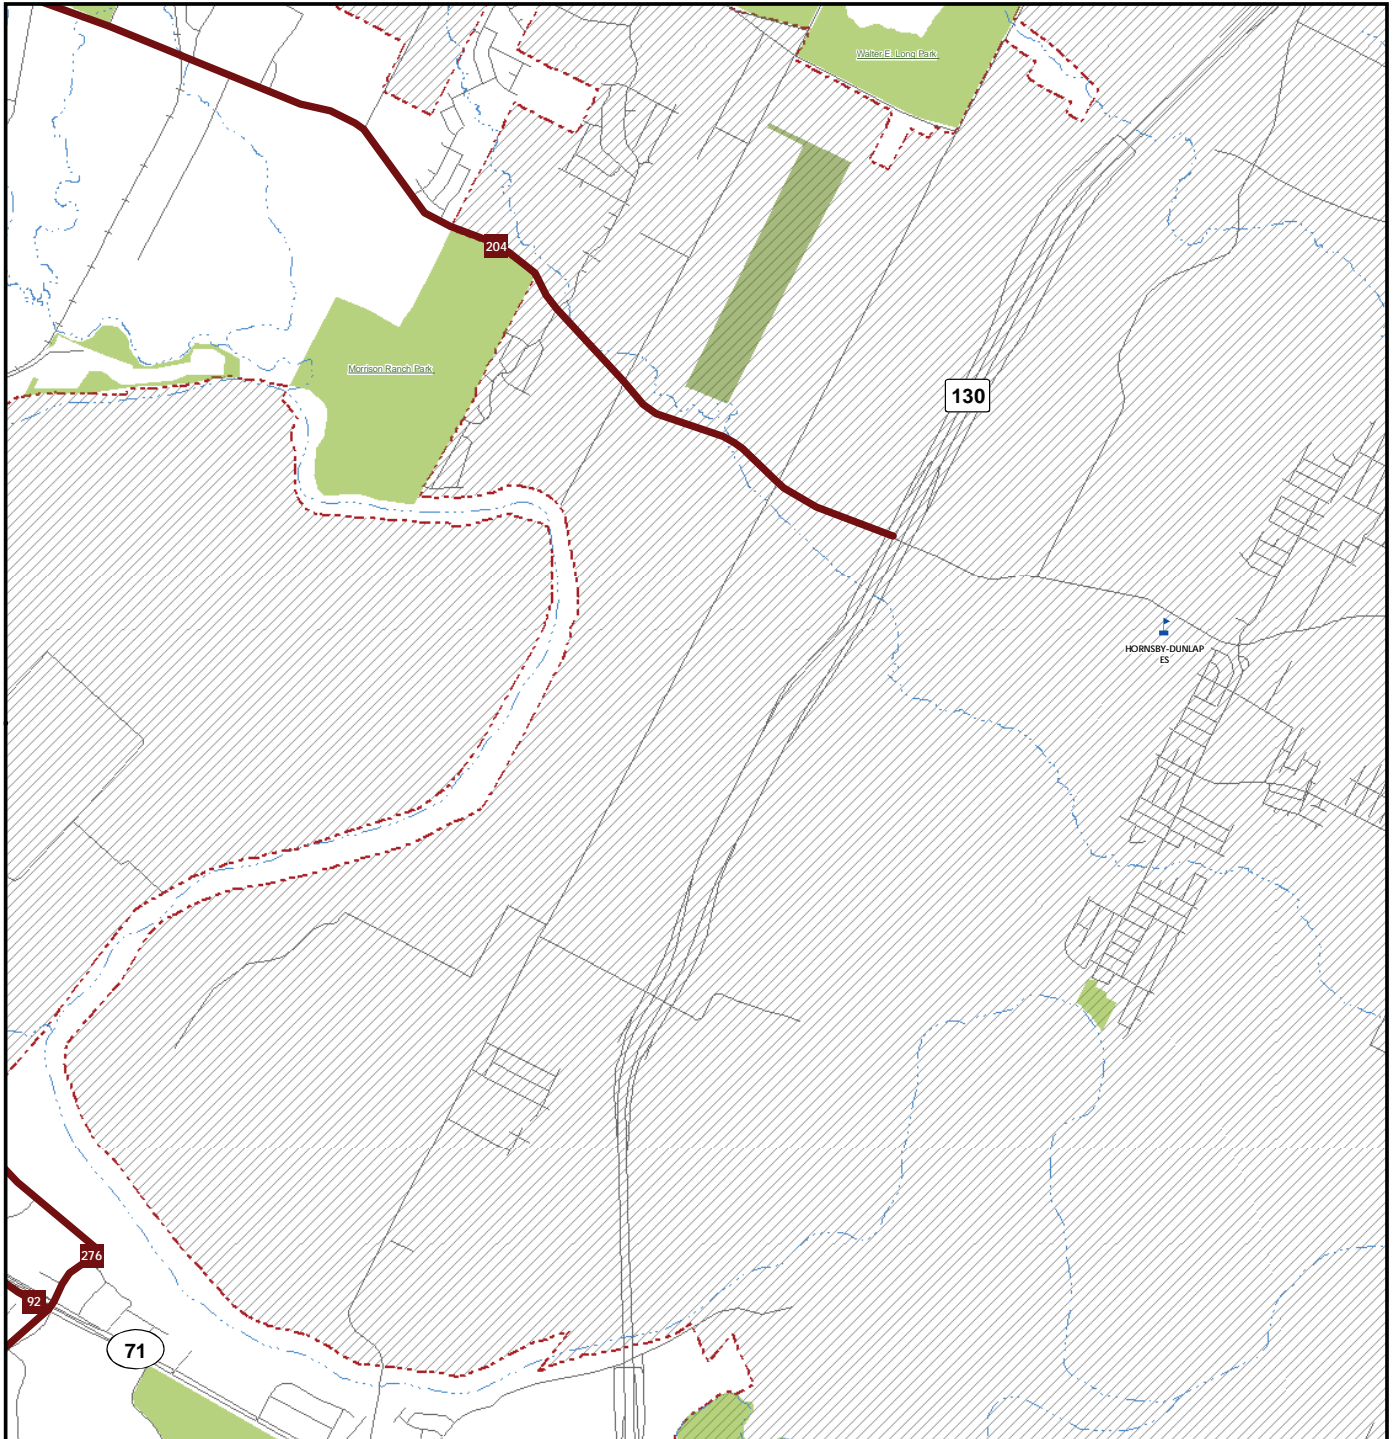 Walter E. Long Park
204
Morrison Ranch Park
130
HORNSBY-DUNLAP
ES
276
92
71